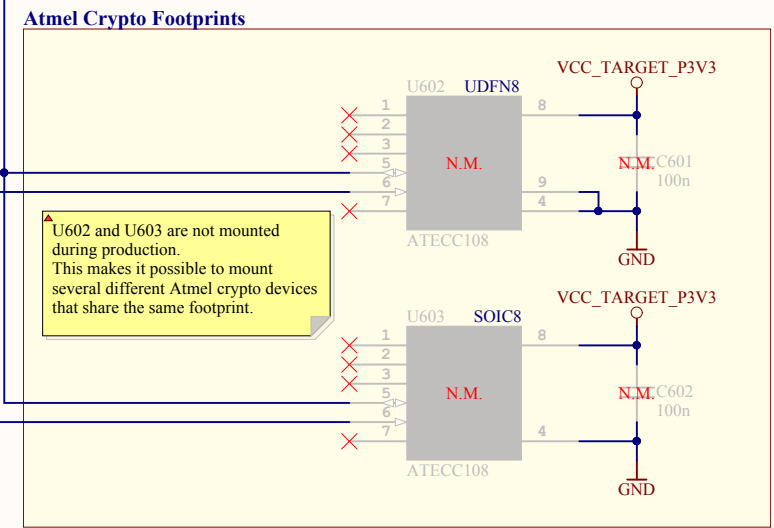 Atmel Crypto Footprints
VCC_TARGET_P3V3
U602 UDFN8
1
2
3
5
6
7
8
9
4
N.M.
N.M. C601
100n
ATECC108
GND
U602 and U603 are not mounted
during production.
This makes it possible to mount
several different Atmel crypto devices
that share the same footprint.
VCC_TARGET_P3V3
U603 SOIC8
1
2
3
5
6
7
8
4
N.M.
N.M. C602
100n
ATECC108
GND